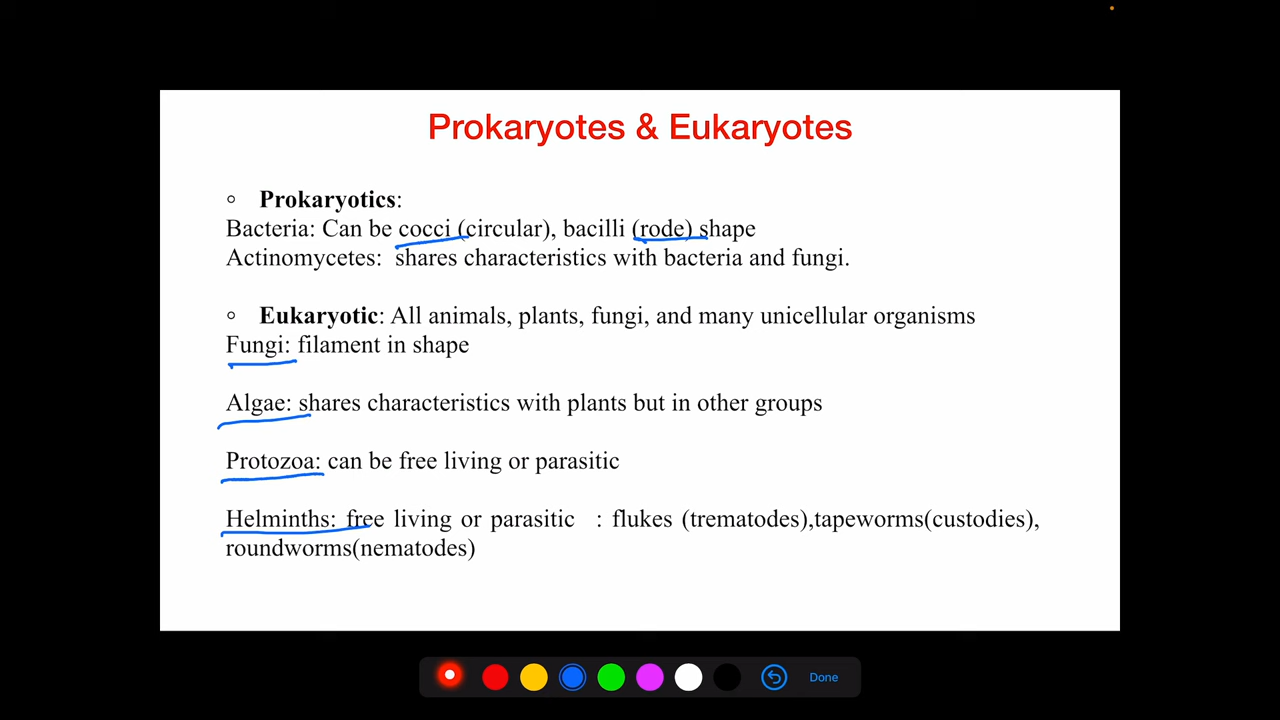 Prokaryotes & Eukaryotes
◦ Prokaryotics:
Bacteria: Can be cocci (circular), bacilli (rode) shape
Actinomycetes: shares characteristics with bacteria and fungi.
◦ Eukaryotic: All animals, plants, fungi, and many unicellular organisms
Fungi: filament in shape
Algae: shares characteristics with plants but in other groups
Protozoa: can be free living or parasitic
Helminths: free living or parasitic : flukes (trematodes),tapeworms(custodies),
roundworms(nematodes)
Done